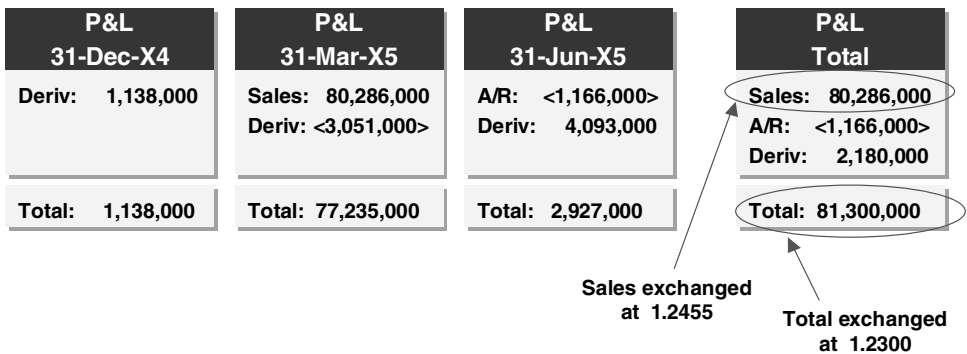 P&L
31-Dec-X4
Deriv: 1,138,000
Total: 1,138,000
P&L
31-Mar-X5
Sales: 80,286,000
Deriv: <3,051,000>
Total: 77,235,000
P&L
31-Jun-X5
A/R: <1,166,000>
Deriv: 4,093,000
Total: 2,927,000
P&L
Total
Sales: 80,286,000
A/R: <1,166,000>
Deriv: 2,180,000
Total: 81,300,000
Sales exchanged
at 1.2455
Total exchanged
at 1.2300